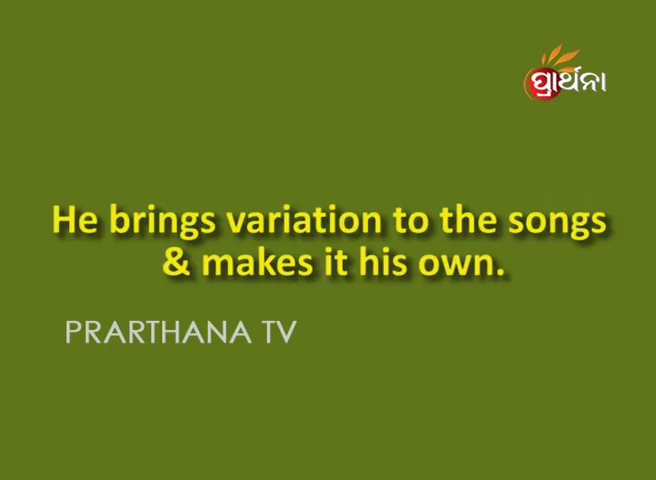 ପ୍ରାର୍ଥନା
He brings variation to the songs
& makes it his own.
PRARTHANA TV